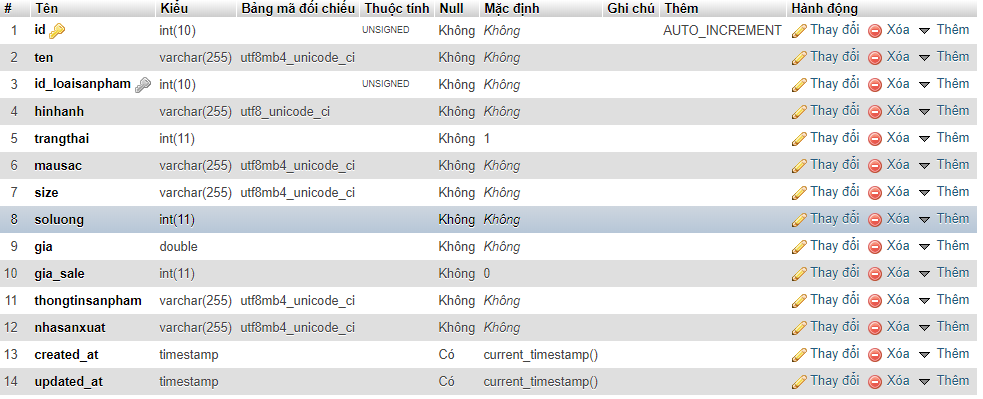 # Tên Kiểu Bảng mã đối chiếu Thuộc tính Null Mặc định Ghi chú Thêm Hành động
1 id int(10) UNSIGNED Không Không AUTO_INCREMENT Thay đổi Xóa Thêm
2 ten varchar(255) utf8mb4_unicode_ci Không Không Thay đổi Xóa Thêm
3 id_loaisanpham int(10) UNSIGNED Không Không Thay đổi Xóa Thêm
4 hinhanh varchar(255) utf8_unicode_ci Không Không Thay đổi Xóa Thêm
5 trangthai int(11) Không 1 Thay đổi Xóa Thêm
6 mausac varchar(255) utf8mb4_unicode_ci Không Không Thay đổi Xóa Thêm
7 size varchar(255) utf8mb4_unicode_ci Không Không Thay đổi Xóa Thêm
8 soluong int(11) Không Không Thay đổi Xóa Thêm
9 gia double Không Không Thay đổi Xóa Thêm
10 gia_sale int(11) Không 0 Thay đổi Xóa Thêm
11 thongtinsanpham varchar(255) utf8mb4_unicode_ci Không Không Thay đổi Xóa Thêm
12 nhasanxuat varchar(255) utf8mb4_unicode_ci Không Không Thay đổi Xóa Thêm
13 created_at timestamp Có current_timestamp() Thay đổi Xóa Thêm
14 updated_at timestamp Có current_timestamp() Thay đổi Xóa Thêm